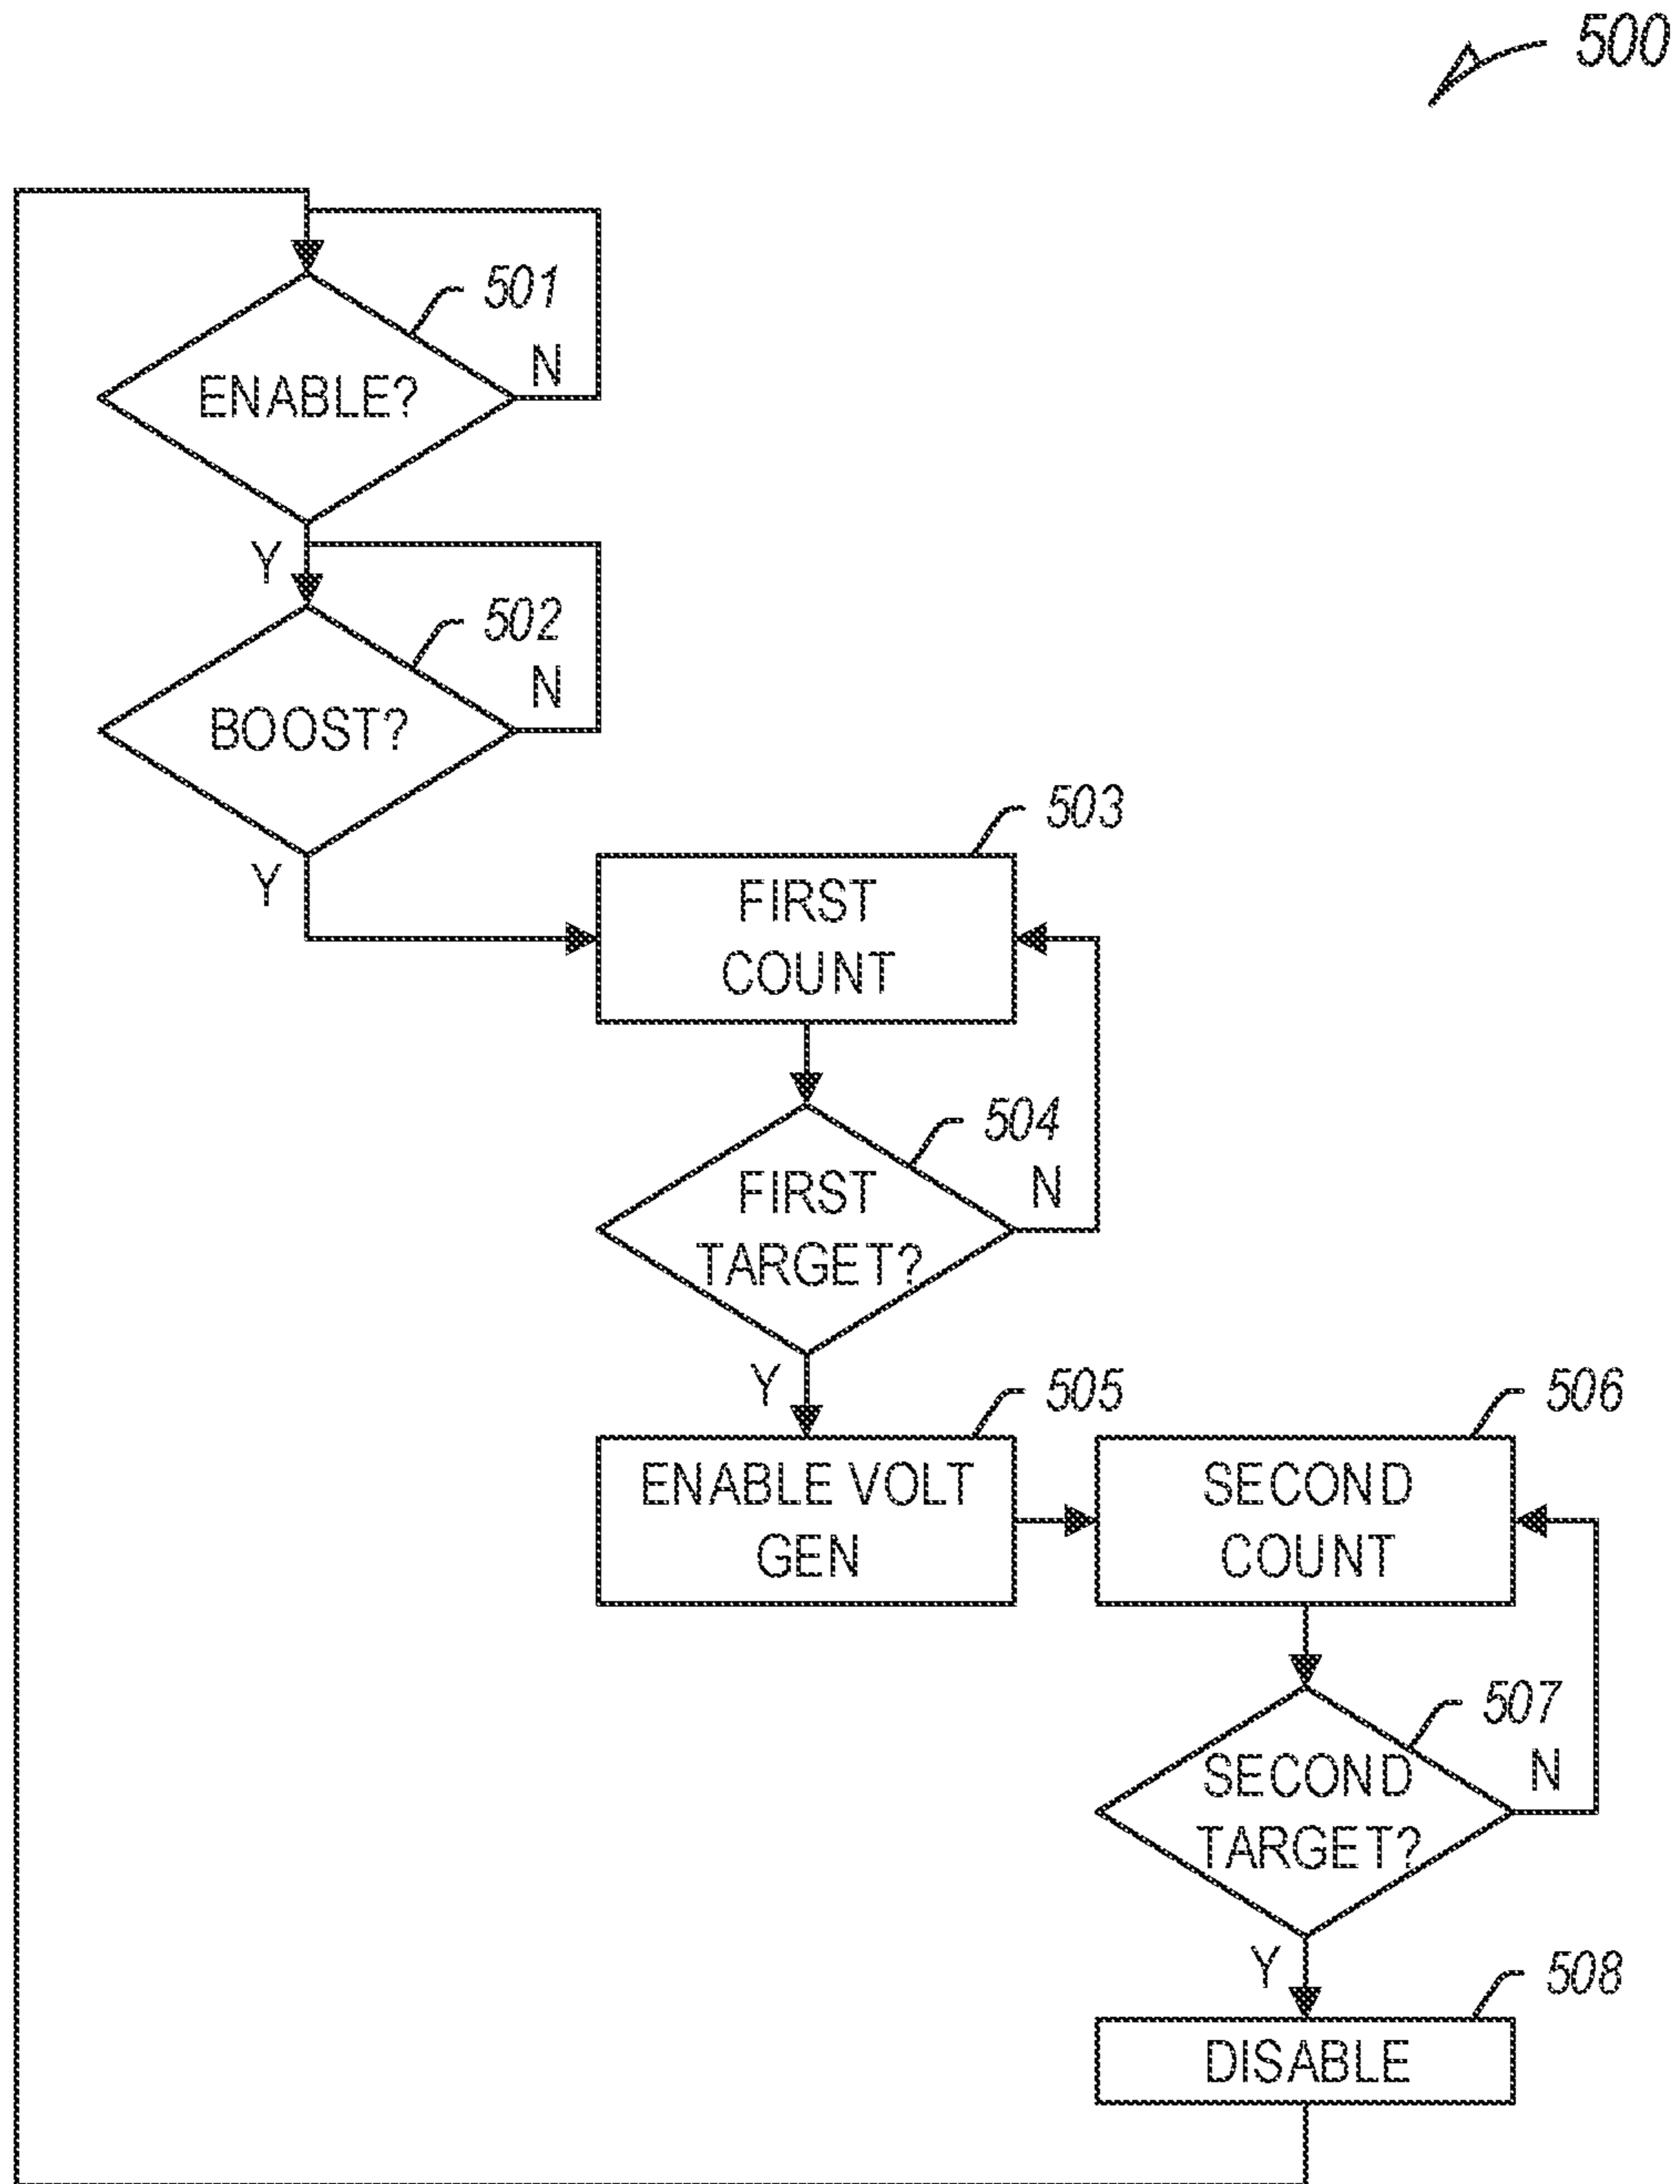 500
501
ENABLE?
N
Y
502
BOOST?
N
Y
503
FIRST
COUNT
504
FIRST
TARGET?
N
Y
505
ENABLE VOLT
GEN
506
SECOND
COUNT
507
SECOND
TARGET?
N
Y
508
DISABLE